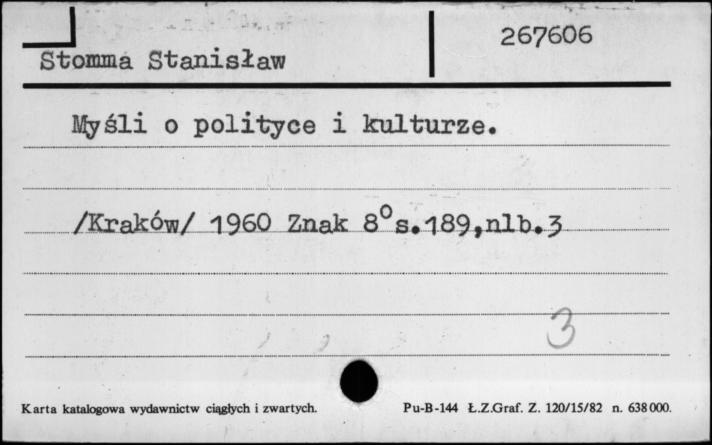 267606
Stomma Stanisław
Myśli o polityce i kulturze.
/Kraków/ 1960 Znak 8° s.189,nlb.3
3
Karta katalogowa wydawnictw ciągłych i zwartych. Pu-B-144 Ł.Z.Graf. Z. 120/15/82 n. 638 000.